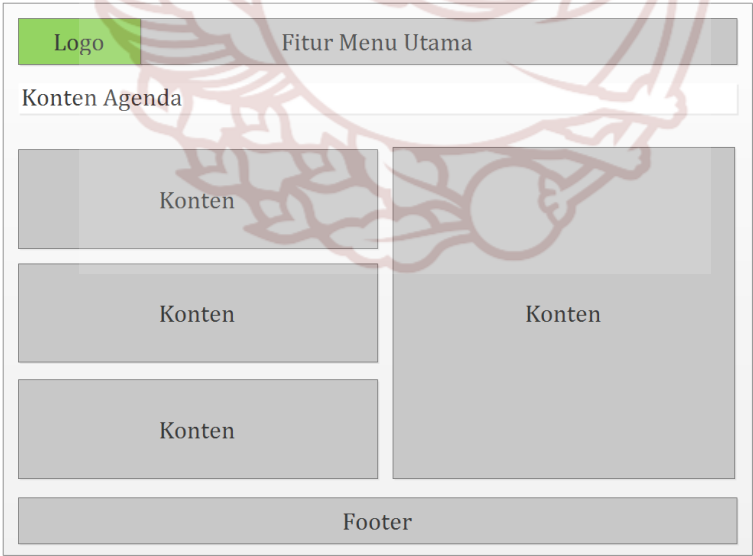 Logo
Fitur Menu Utama
Konten Agenda
Konten
Konten
Konten
Konten
Footer